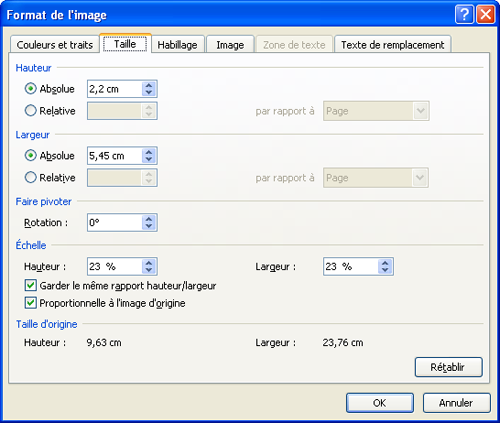 Format de l'image
Couleurs et traits Taille Habillage Image Zone de texte Texte de remplacement
Hauteur
Absolue 2,2 cm
Relative par rapport à Page
Largeur
Absolue 5,45 cm
Relative par rapport à Page
Faire pivoter
Rotation : 0°
Échelle
Hauteur : 23 % Largeur : 23 %
Garder le même rapport hauteur/largeur
Proportionnelle à l'image d'origine
Taille d'origine
Hauteur : 9,63 cm Largeur : 23,76 cm
Rétablir
OK Annuler